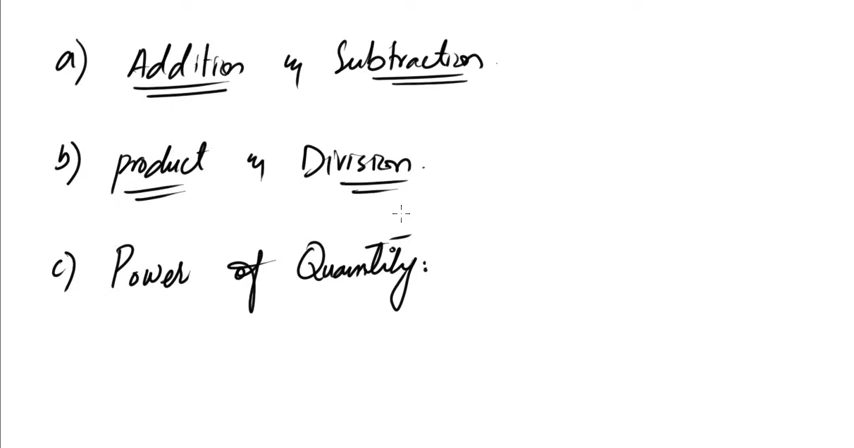 a) Addition & Subtraction.
b) product & Division.
c) Power of Quantity: